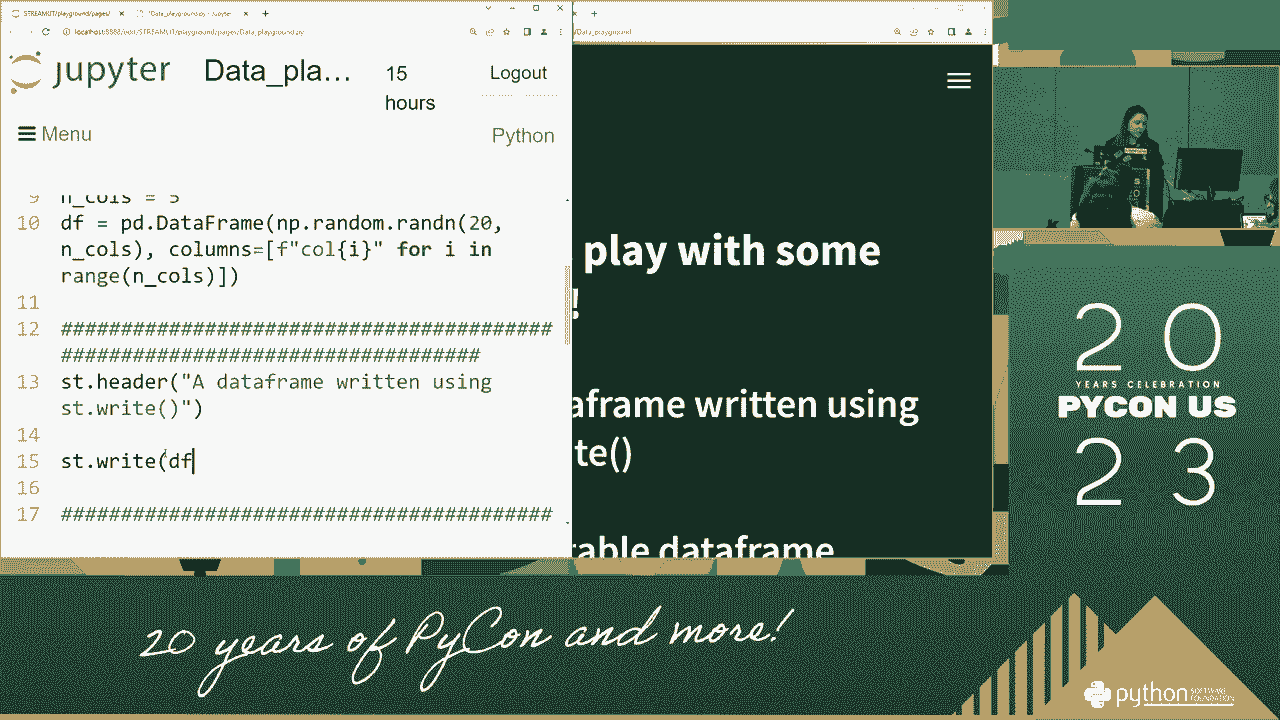 STREAMLIT/playground/pages/
Data_playground.py - Jupyter
localhost:8888/edit/STREAMLIT/playground/pages/Data_playground.py
/Data_playground
jupyter Data_pla... 15 hours Logout
Menu Python
9 n_cols = 5
10 df = pd.DataFrame(np.random.randn(20,
n_cols), columns=[f"col{i}" for i in
range(n_cols)])
11
12 #########################################
###################################
13 st.header("A dataframe written using
st.write()")
14
15 st.write(df
16
17 #########################################
play with some
!
aframe written using
te()
table dataframe
20
YEARS CELEBRATION
PYCON US
23
20 years of PyCon and more!
python SOFTWARE FOUNDATION